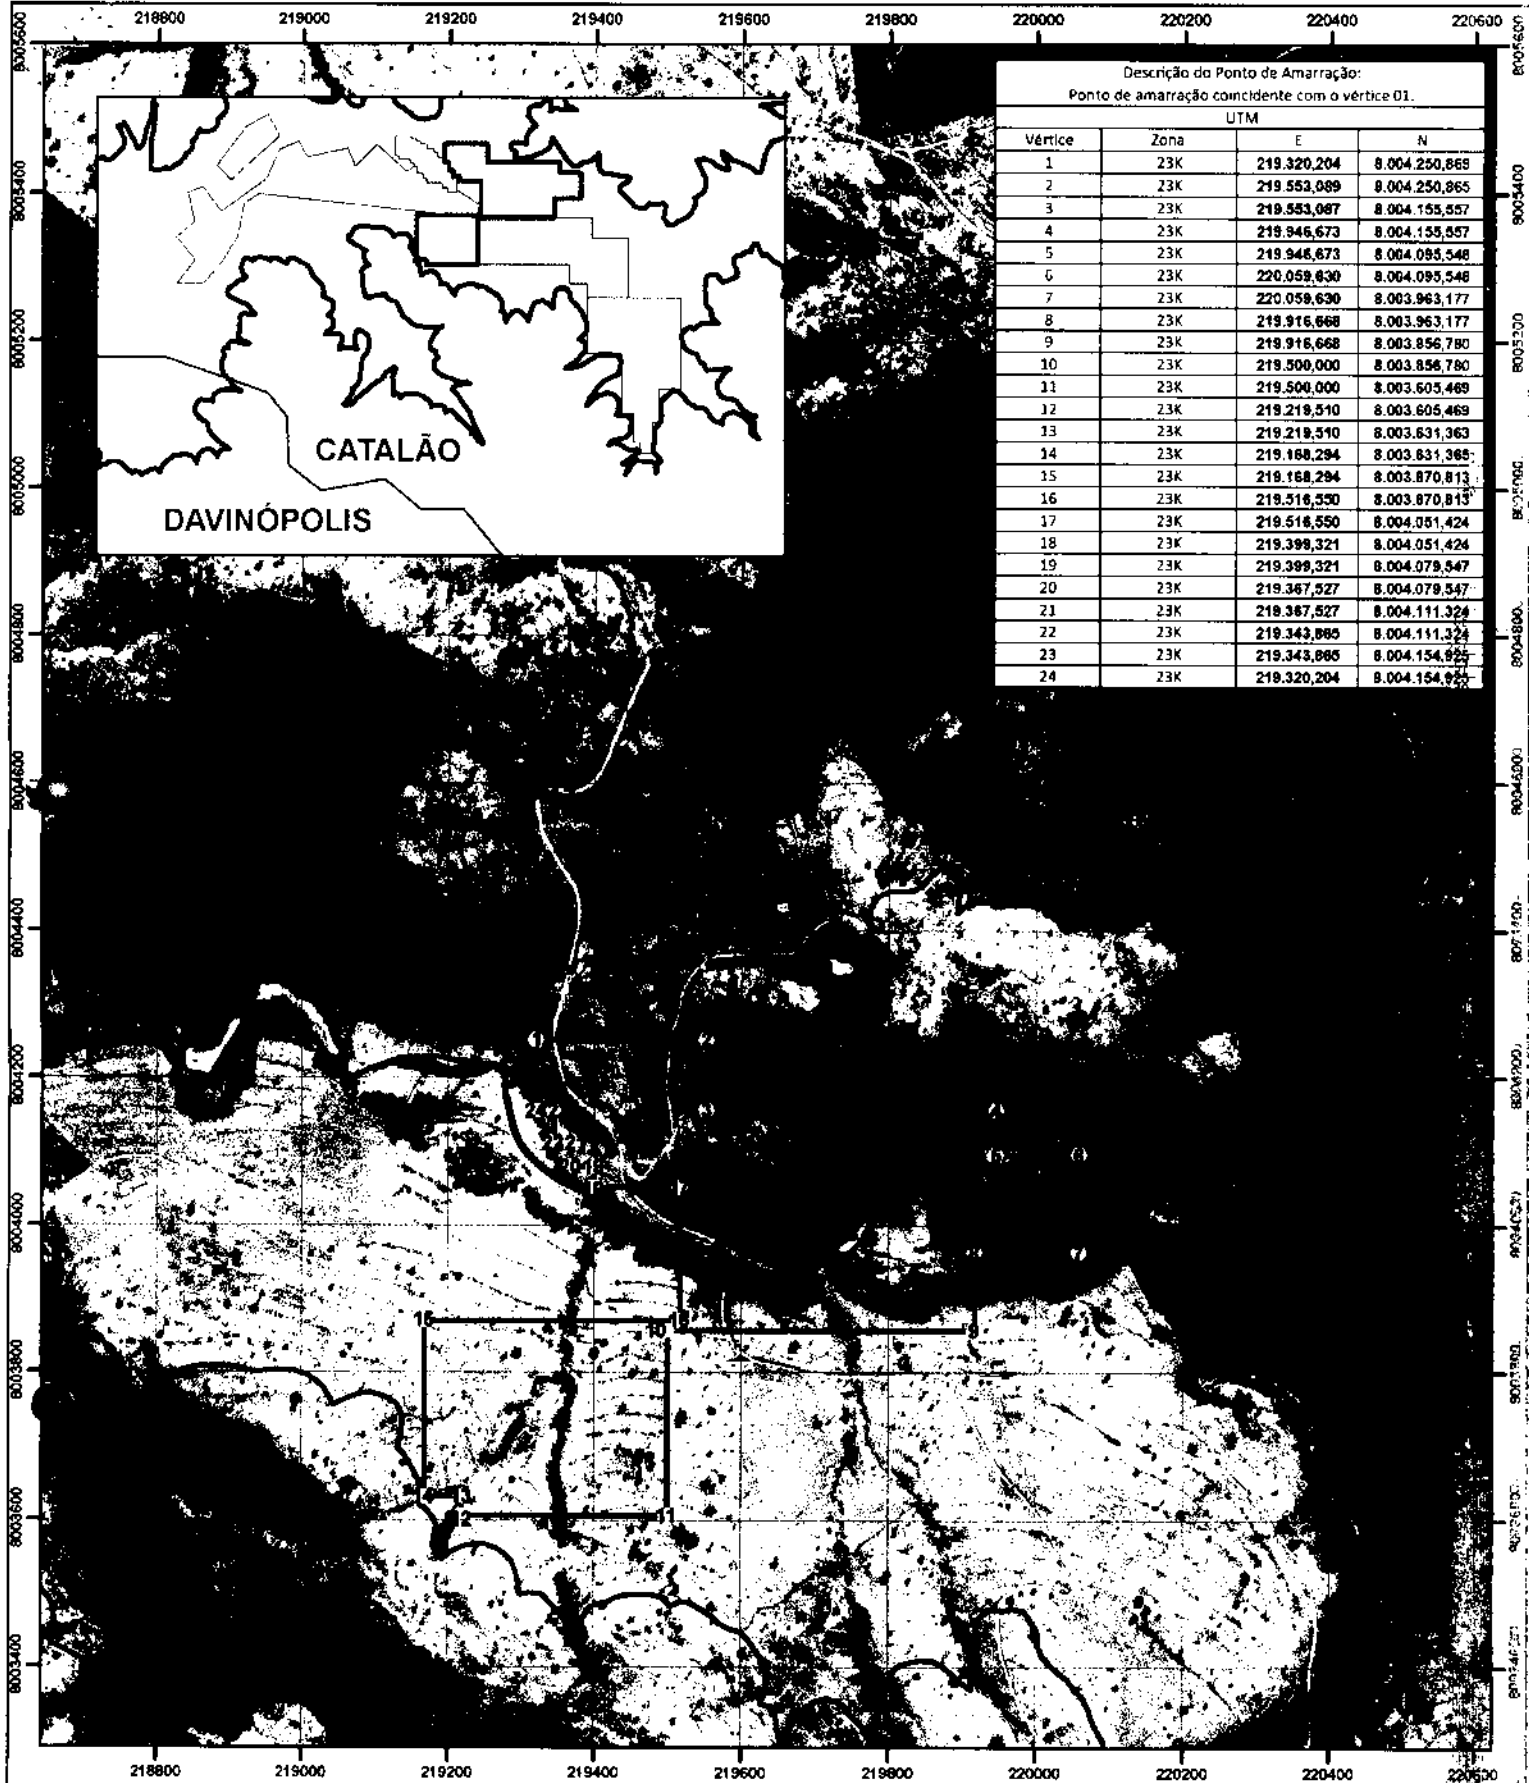 218800 219000 219200 219400 219600 219800 220000 220200 220400 220600
8005600
8005600
Descrição do Ponto de Amarração:
Ponto de amarração coincidente com o vértice 01.
UTM
Vértice Zona E N
1 23K 219.320,204 8.004.250,865
2 23K 219.553,089 8.004.250,865
3 23K 219.553,087 8.004.155,557
4 23K 219.946,673 8.004.155,557
5 23K 219.946,673 8.004.095,546
6 23K 220.059,630 8.004.095,546
7 23K 220.059,630 8.003.963,177
8 23K 219.916,668 8.003.963,177
9 23K 219.916,668 8.003.856,780
10 23K 219.500,000 8.003.856,780
11 23K 219.500,000 8.003.605,469
12 23K 219.219,510 8.003.605,469
13 23K 219.219,510 8.003.631,363
14 23K 219.168,294 8.003.631,365
15 23K 219.168,294 8.003.870,813
16 23K 219.516,550 8.003.870,813
17 23K 219.516,550 8.004.051,424
18 23K 219.399,321 8.004.051,424
19 23K 219.399,321 8.004.079,547
20 23K 219.367,527 8.004.079,547
21 23K 219.367,527 8.004.111,324
22 23K 219.343,865 8.004.111,324
23 23K 219.343,865 8.004.154,925
24 23K 219.320,204 8.004.154,925
CATALÃO
DAVINÓPOLIS
8005400
8005400
8005200
8005200
8005000
8004800
8004800
8004600
8004400
8004200
8004000
8003800
8003600
8003400
1
2
4
6
7
15
10
9
12
11
218800 219000 219200 219400 219600 219800 220000 220200 220400 220600